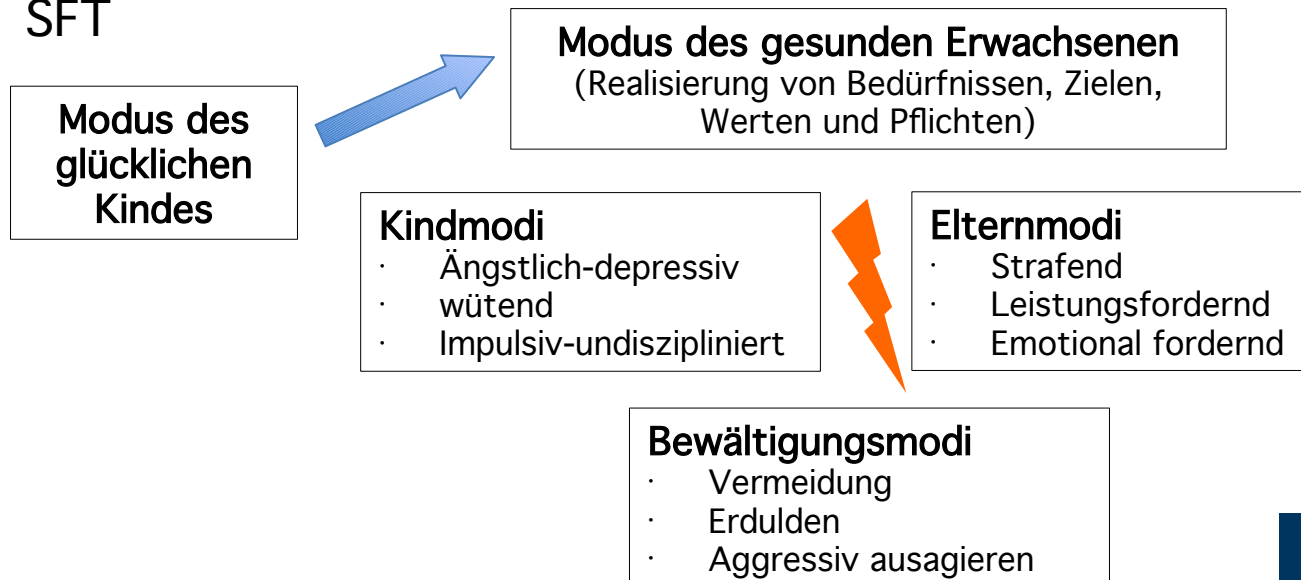 SFT
Modus des
glücklichen
Kindes
Modus des gesunden Erwachsenen
(Realisierung von Bedürfnissen, Zielen,
Werten und Pflichten)
Kindmodi
· Ängstlich-depressiv
· wütend
· Impulsiv-undiszipliniert
Elternmodi
· Strafend
· Leistungsfordernd
· Emotional fordernd
Bewältigungsmodi
· Vermeidung
· Erdulden
· Aggressiv ausagieren